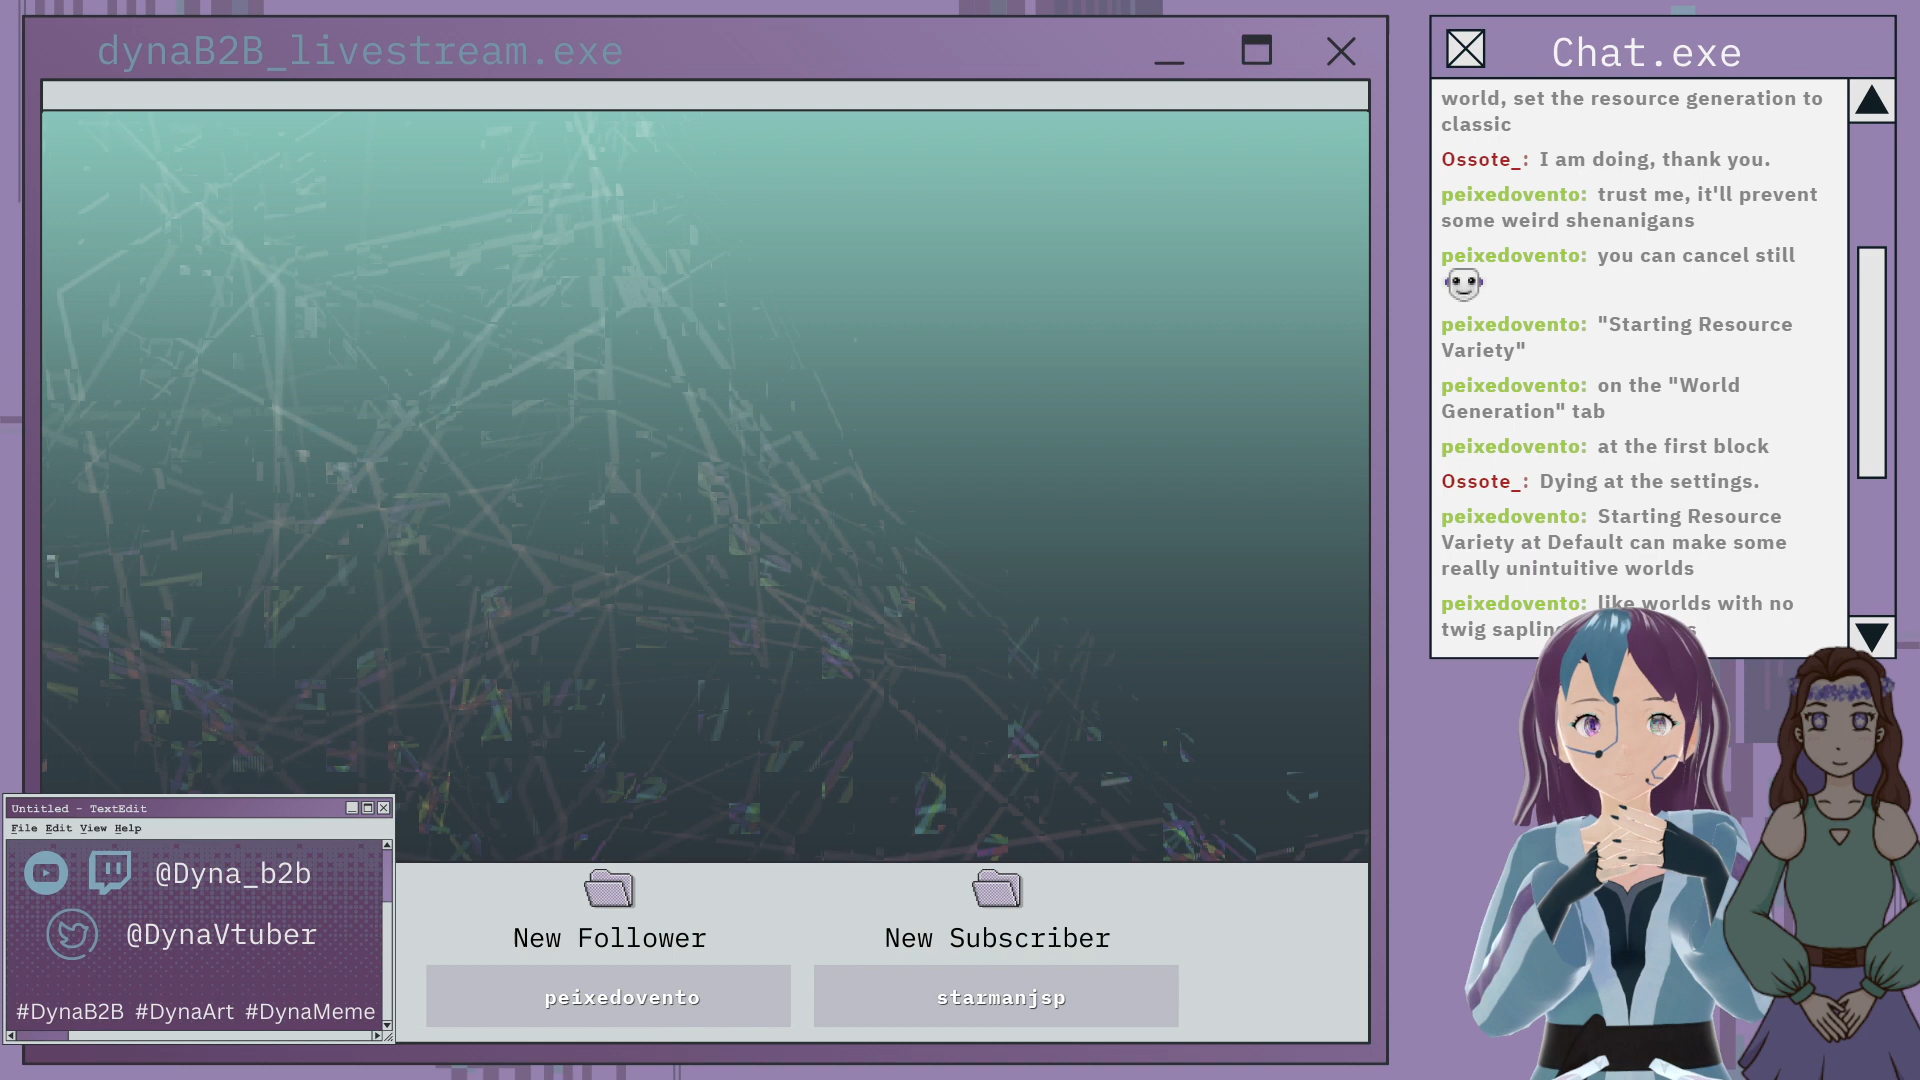 dynaB2B_livestream.exe
Chat.exe
world, set the resource generation to
classic
Ossote_: I am doing, thank you.
peixedovento: trust me, it'll prevent
some weird shenanigans
peixedovento: you can cancel still
peixedovento: "Starting Resource
Variety"
peixedovento: on the "World
Generation" tab
peixedovento: at the first block
Ossote_: Dying at the settings.
peixedovento: Starting Resource
Variety at Default can make some
really unintuitive worlds
peixedovento: like worlds with no
twig
Untitled - TextEdit
File Edit View Help
@Dyna_b2b
@DynaVtuber
#DynaB2B #DynaArt #DynaMeme
New Follower
peixedovento
New Subscriber
starmanjsp